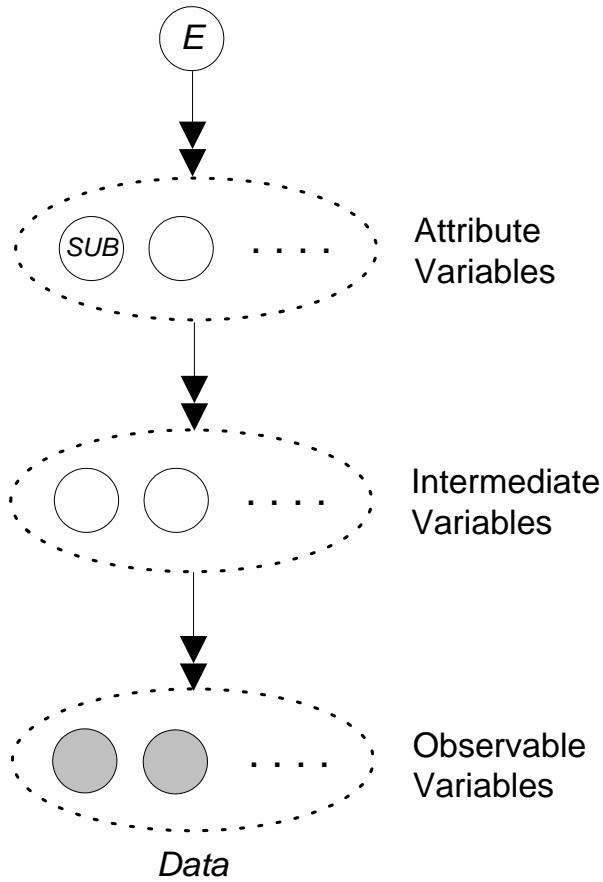 E
SUB
. . . .
Attribute
Variables
. . . .
Intermediate
Variables
. . . .
Observable
Variables
Data